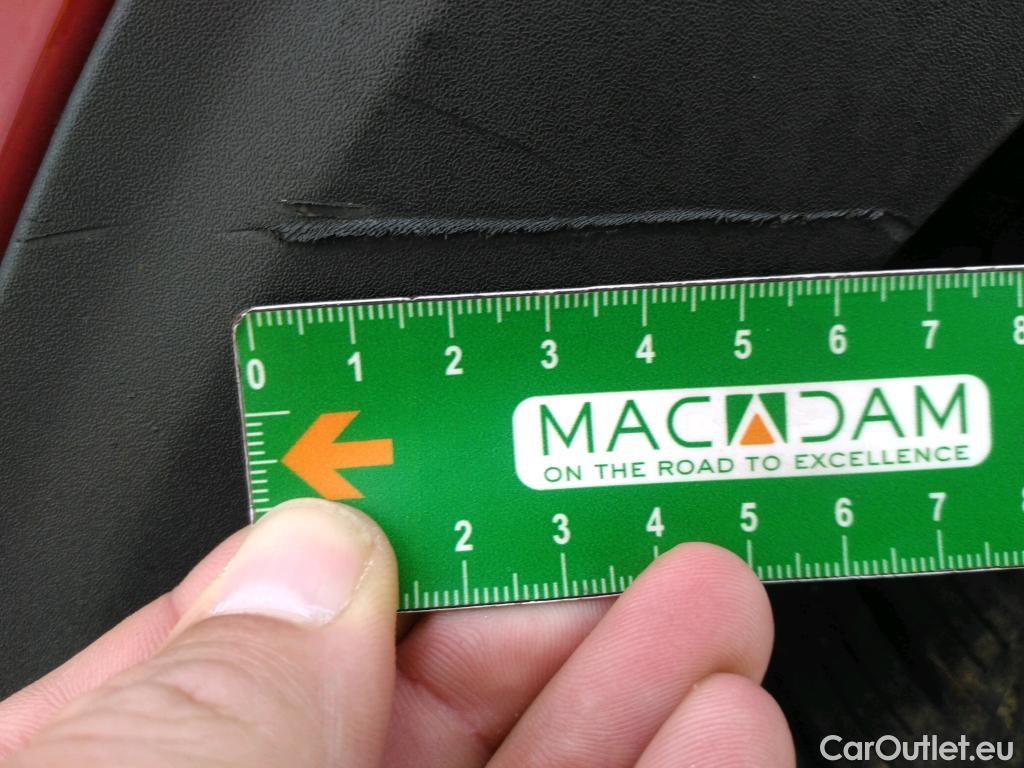 0 1 2 3 4 5 6 7 8
MACADAM
ON THE ROAD TO EXCELLENCE
2 3 4 5 6 7
CarOutlet.eu